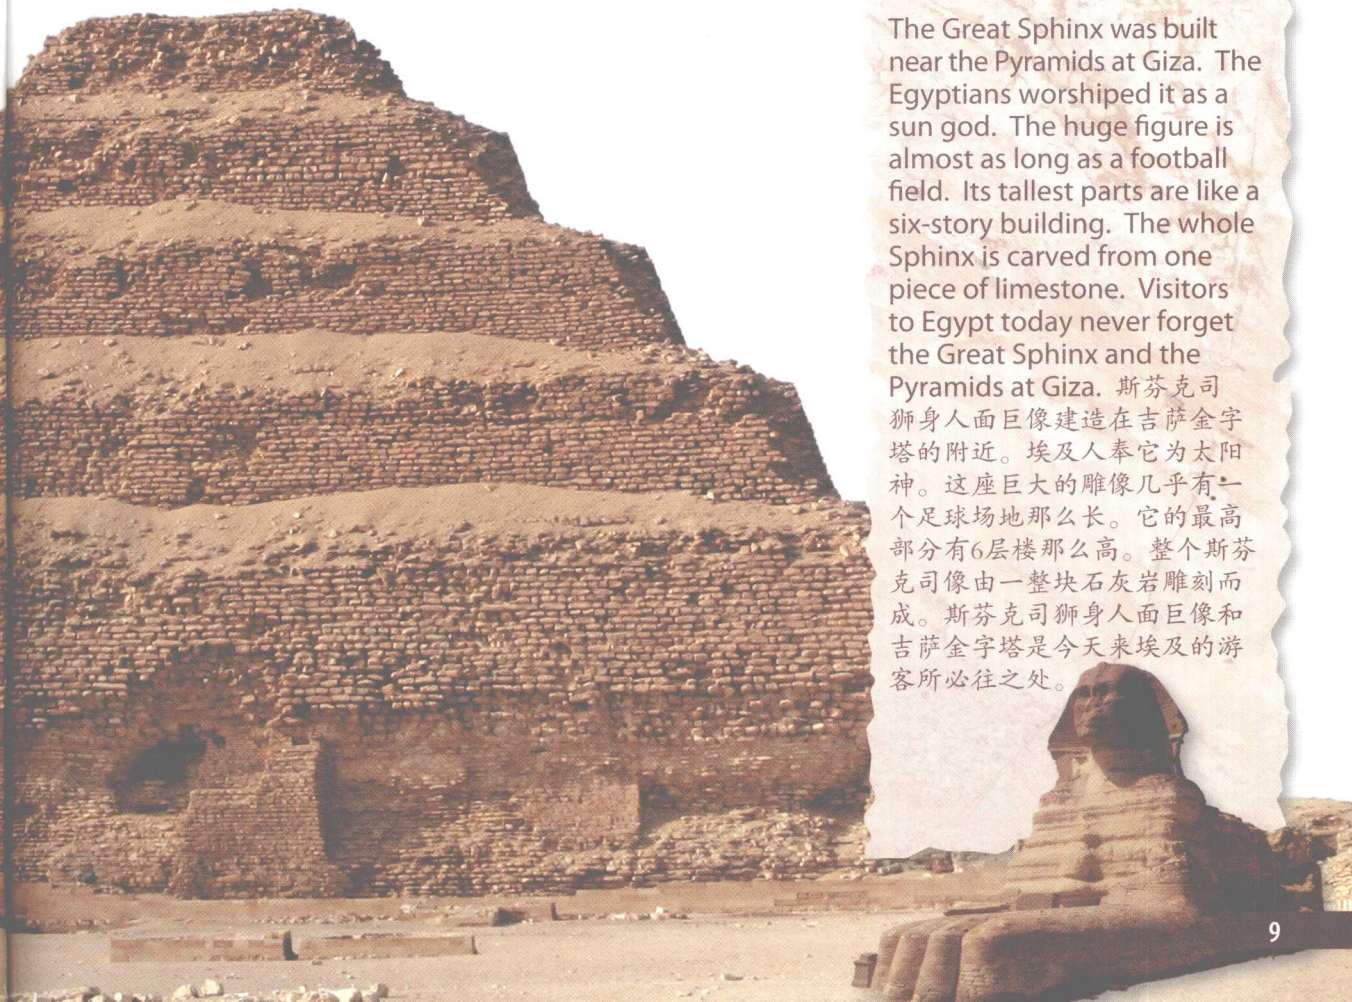 The Great Sphinx was built
near the Pyramids at Giza. The
Egyptians worshiped it as a
sun god. The huge figure is
almost as long as a football
field. Its tallest parts are like a
six-story building. The whole
Sphinx is carved from one
piece of limestone. Visitors
to Egypt today never forget
the Great Sphinx and the
Pyramids at Giza. 斯芬克司
狮身人面巨像建造在吉萨金字
塔的附近。埃及人奉它为太阳
神。这座巨大的雕像几乎有一
个足球场地那么长。它的最高
部分有6层楼那么高。整个斯芬
克司像由一整块石灰岩雕刻而
成。斯芬克司狮身人面巨像和
吉萨金字塔是今天来埃及的游
客所必往之处。
9